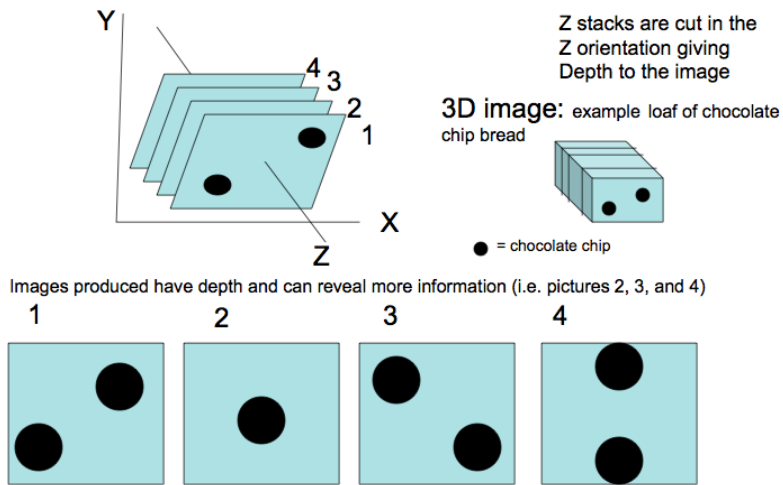 Y
Z stacks are cut in the
Z orientation giving
Depth to the image
4
3
2
1
3D image: example loaf of chocolate
chip bread
X
Z
= chocolate chip
Images produced have depth and can reveal more information (i.e. pictures 2, 3, and 4)
1 2 3 4